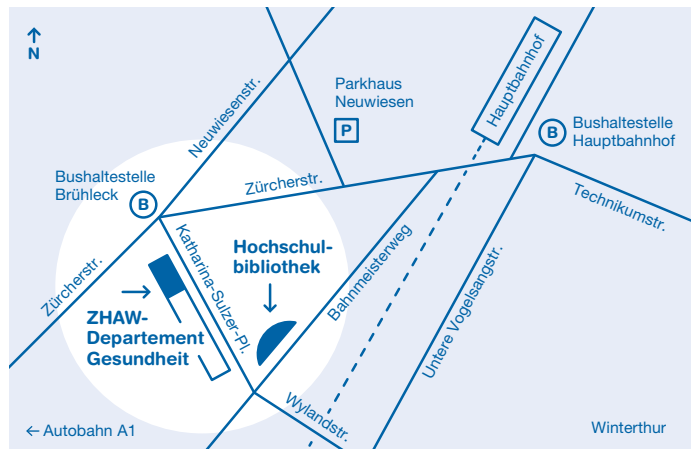 N
Neuwiesenstr.
Parkhaus
Neuwiesen
P
Hauptbahnhof
B
Bushaltestelle
Hauptbahnhof
Bushaltestelle
Brühleck
B
Zürcherstr.
Technikumstr.
Zürcherstr.
Katharina-Sulzer-Pl.
Hochschul-
bibliothek
Bahnmeisterweg
Untere Vogelsangstr.
ZHAW-
Departement
Gesundheit
Wylandstr.
← Autobahn A1
Winterthur